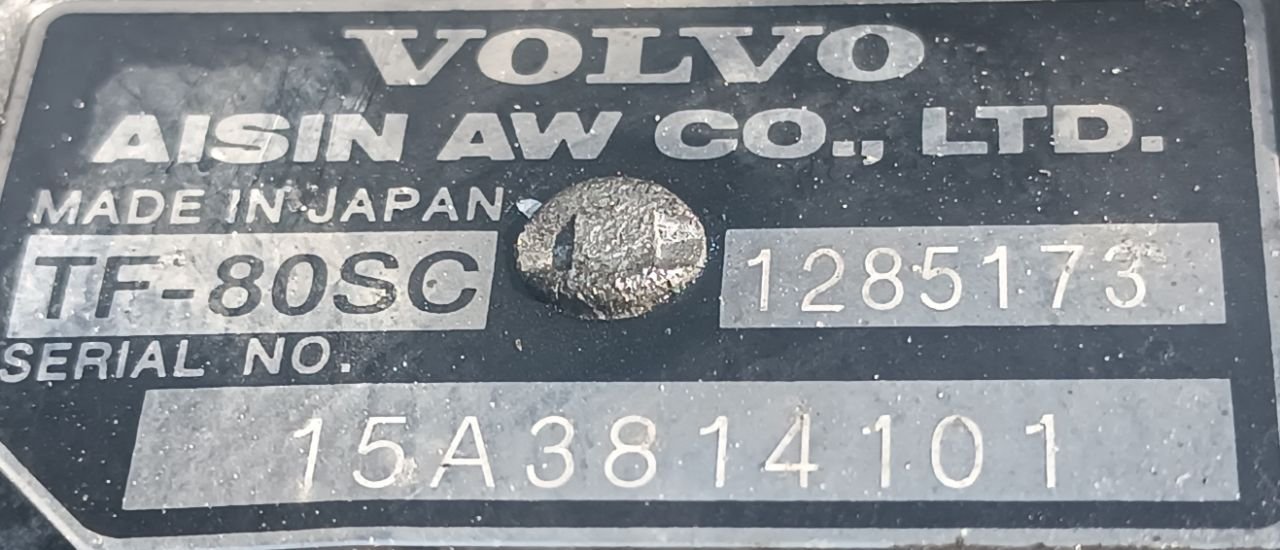 VOLVO
AISIN AW CO., LTD.
MADE IN JAPAN
TF-80SC 1285173
SERIAL NO.
15A3814101